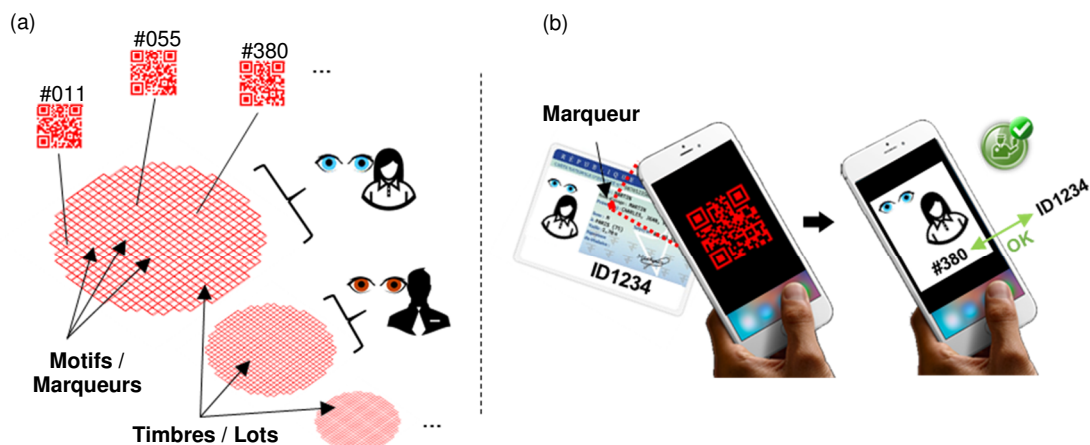 (a)
#055
#380
...
#011
Motifs /
Marqueurs
Timbres / Lots
...
(b)
Marqueur
ID1234
#380
OK
ID1234